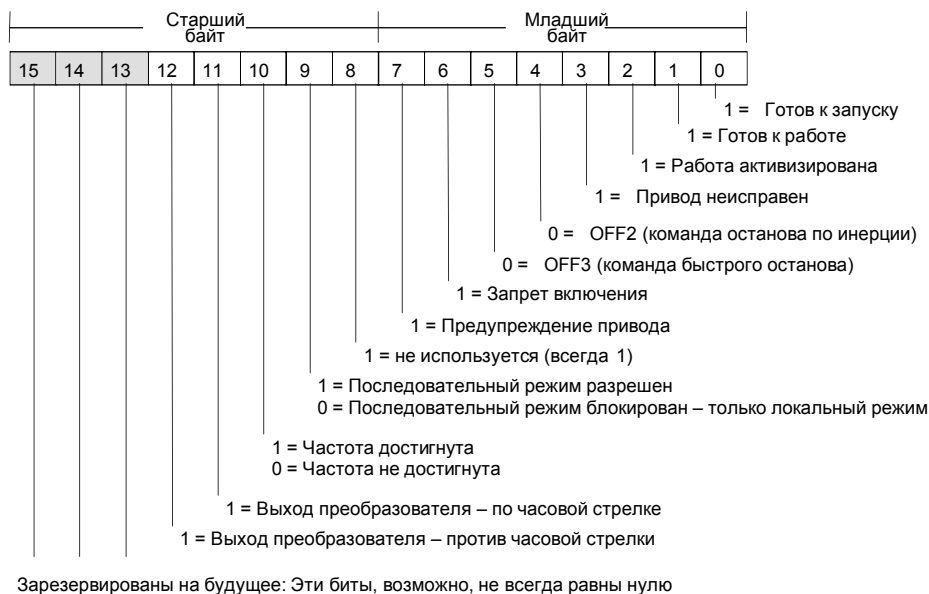 Старший байт
Младший байт
15 14 13 12 11 10 9 8 7 6 5 4 3 2 1 0
1 = Готов к запуску
1 = Готов к работе
1 = Работа активизирована
1 = Привод неисправен
0 = OFF2 (команда останова по инерции)
0 = OFF3 (команда быстрого останова)
1 = Запрет включения
1 = Предупреждение привода
1 = не используется (всегда 1)
1 = Последовательный режим разрешен
0 = Последовательный режим блокирован – только локальный режим
1 = Частота достигнута
0 = Частота не достигнута
1 = Выход преобразователя – по часовой стрелке
1 = Выход преобразователя – против часовой стрелки
Зарезервированы на будущее: Эти биты, возможно, не всегда равны нулю